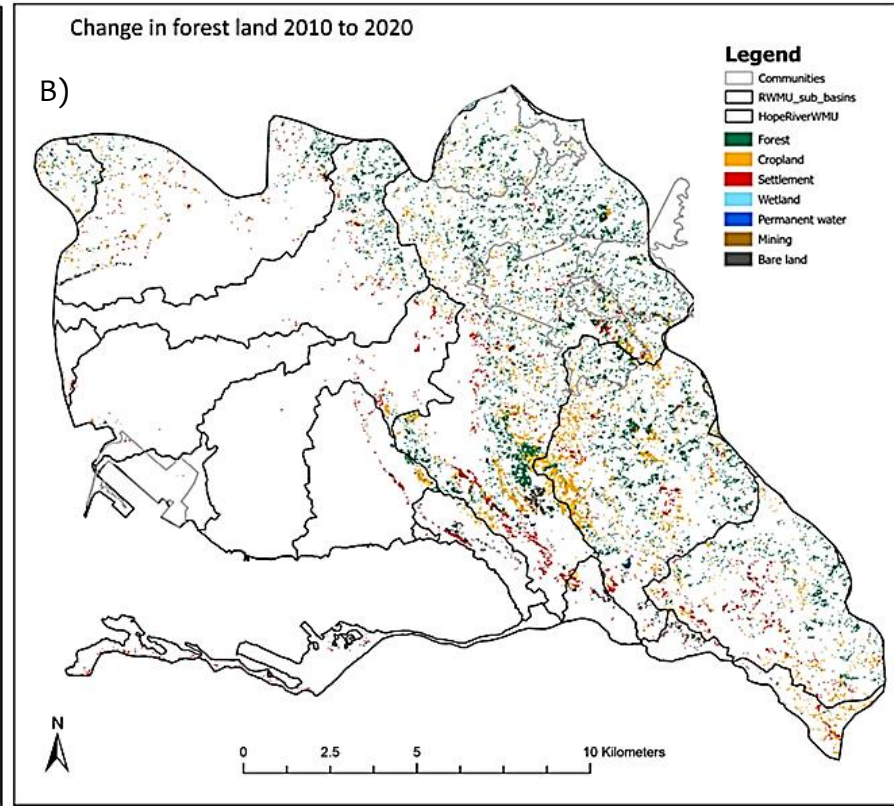 Change in forest land 2010 to 2020
B)
Legend
Communities
RWMU_sub_basins
HopeRiverWMU
Forest
Cropland
Settlement
Wetland
Permanent water
Mining
Bare land
N
0 2.5 5 10 Kilometers